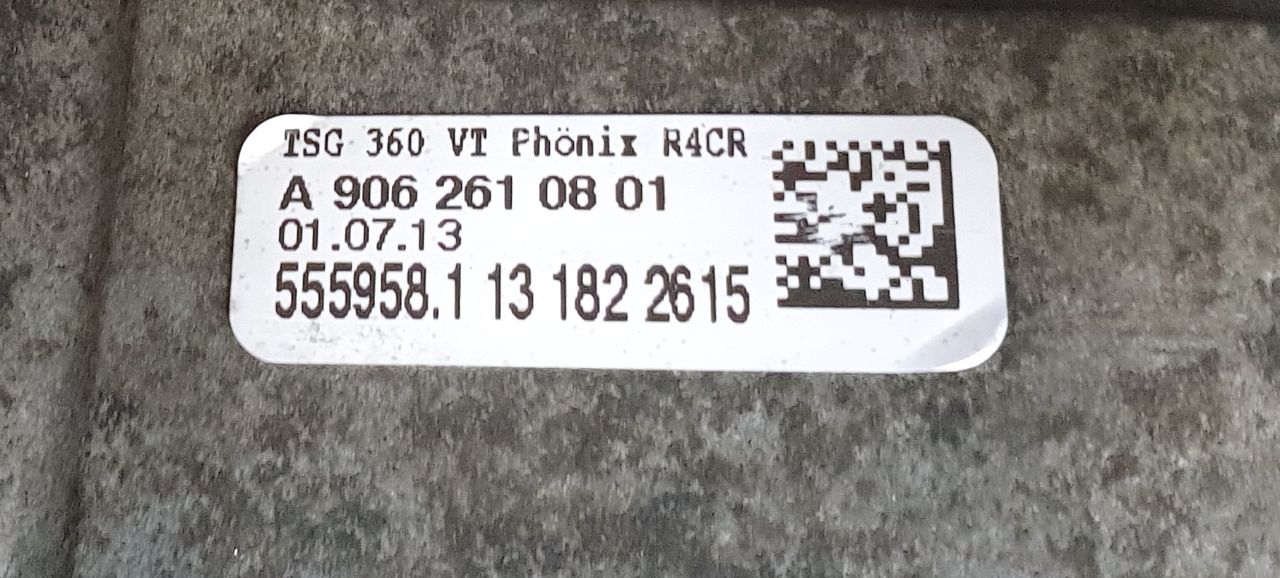 TSG 360 VT Phönix R4CR
A 906 261 08 01
01.07.13
555958.1 13 182 2615